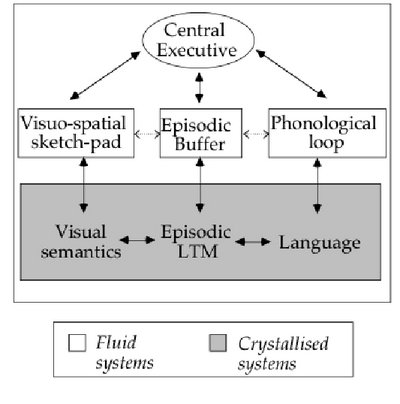 Central
Executive
Visuo-spatial
sketch-pad
Episodic
Buffer
Phonological
loop
Visual
semantics
Episodic
LTM
Language
Fluid
systems
Crystallised
systems